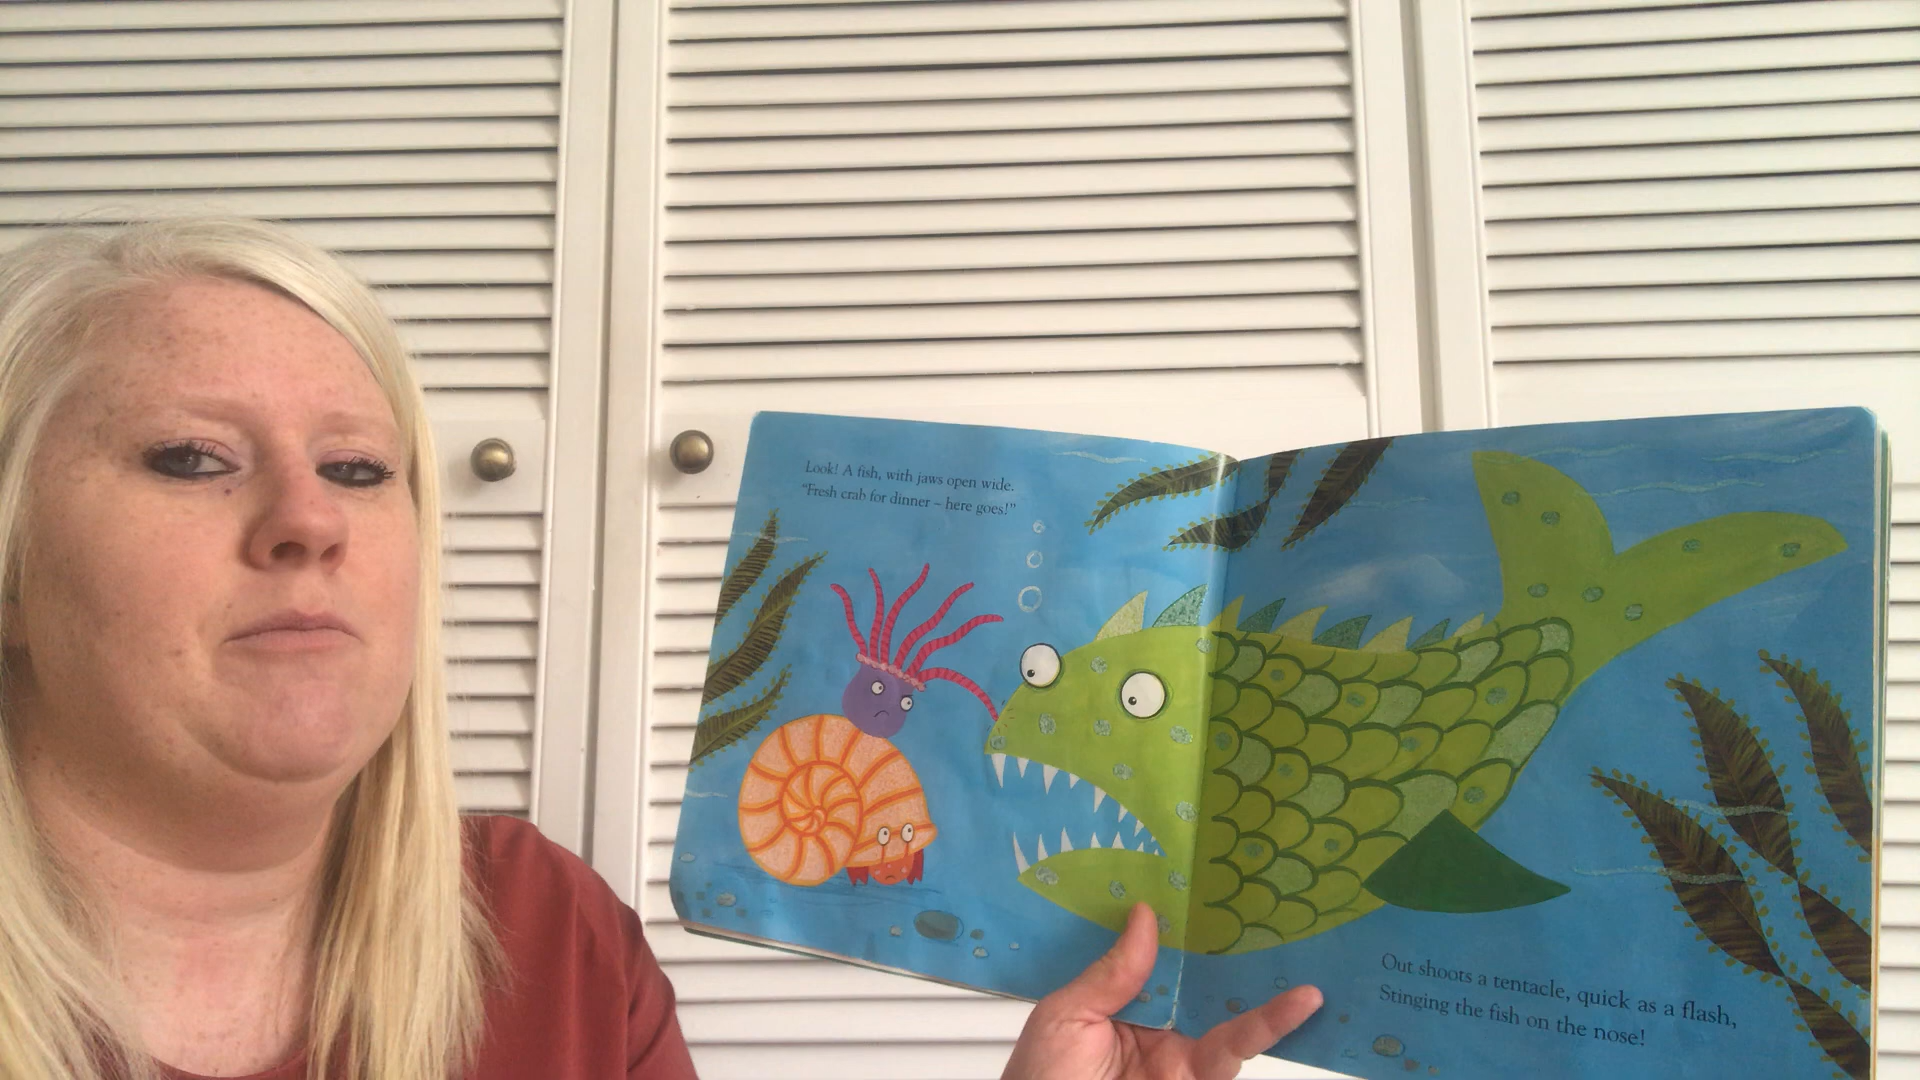 Look! A fish, with jaws open wide.
“Fresh crab for dinner – here goes!”
Out shoots a tentacle, quick as a flash,
Stinging the fish on the nose!